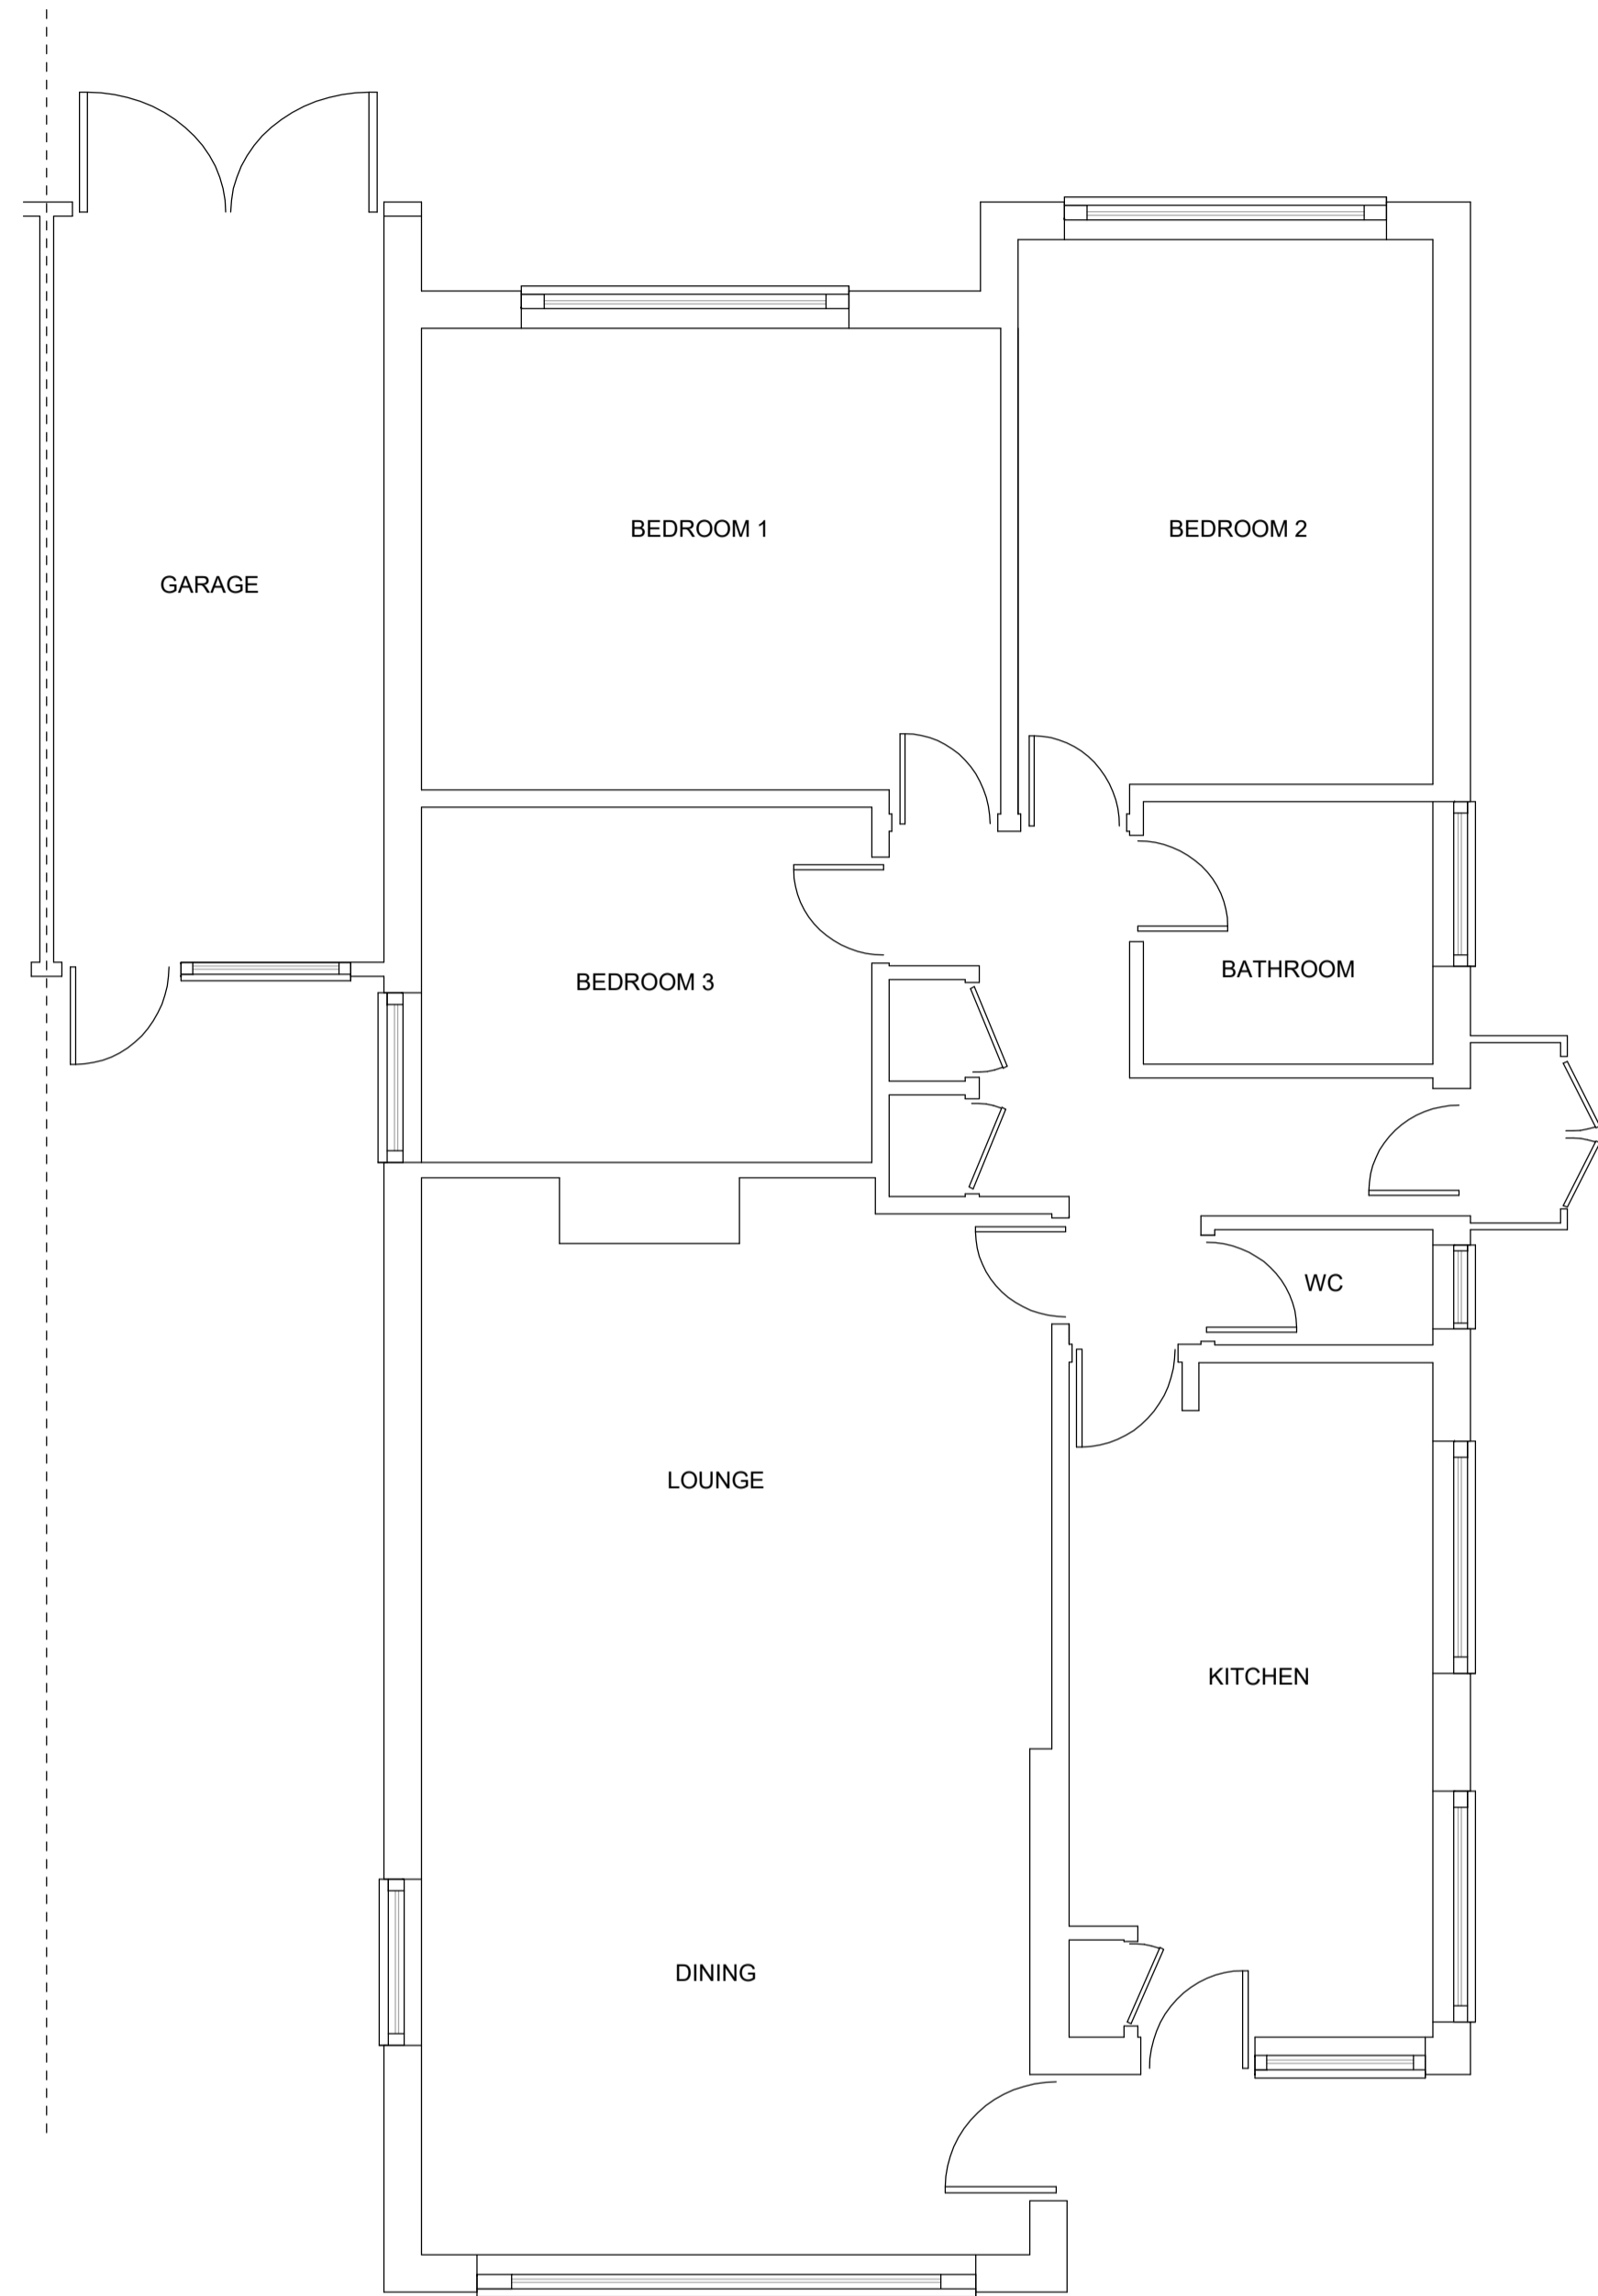 BEDROOM 1
BEDROOM 2
GARAGE
BEDROOM 3
BATHROOM
WC
LOUNGE
KITCHEN
DINING